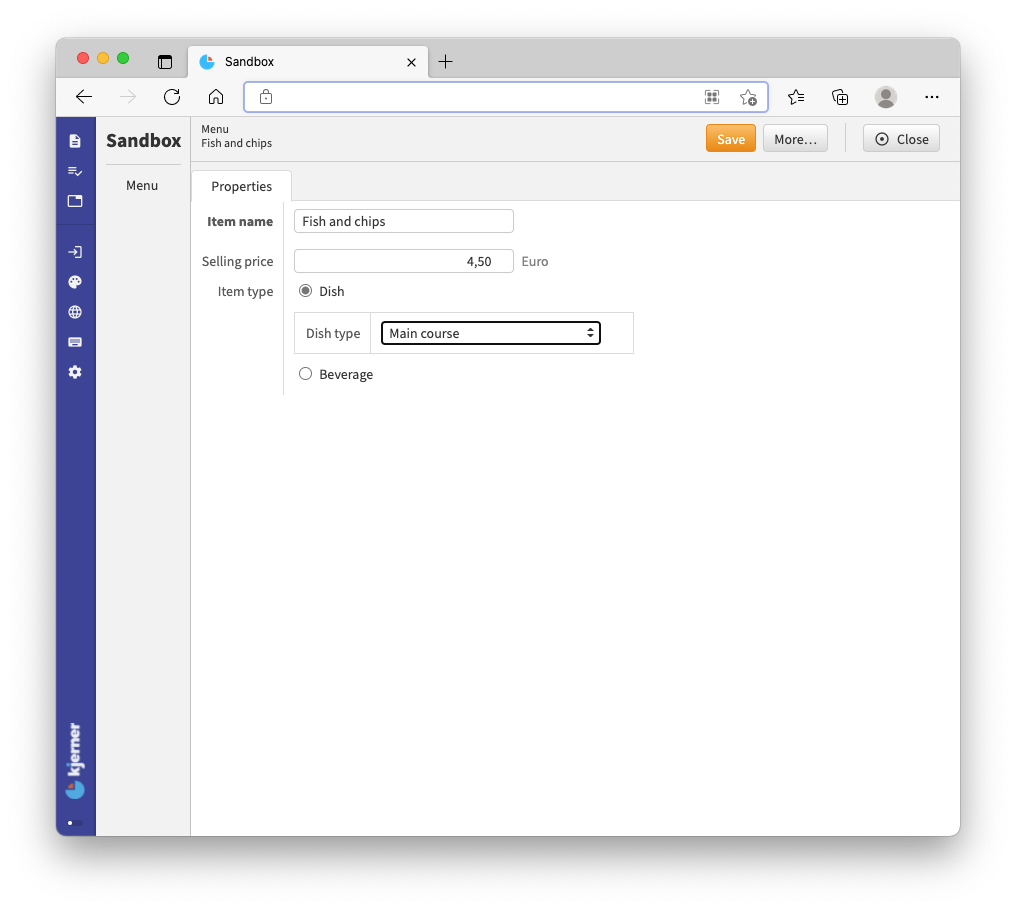 Sandbox
Sandbox
Menu
Menu
Fish and chips
Save
More…
Close
Properties
Item name
Fish and chips
Selling price
4,50
Euro
Item type
Dish
Dish type
Main course
Beverage
kjerner